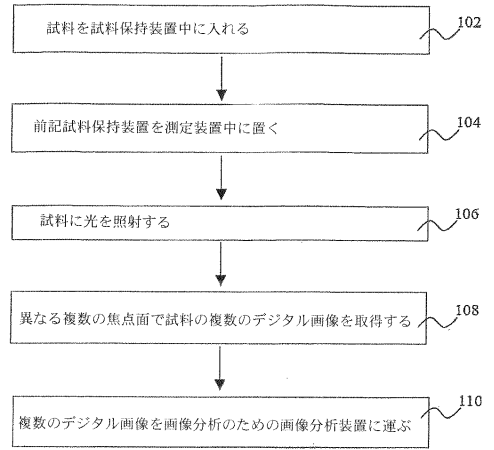 試料を試料保持装置中に入れる
102
前記試料保持装置を測定装置中に置く
104
試料に光を照射する
106
異なる複数の焦点面で試料の複数のデジタル画像を取得する
108
複数のデジタル画像を画像分析のための画像分析装置に運ぶ
110